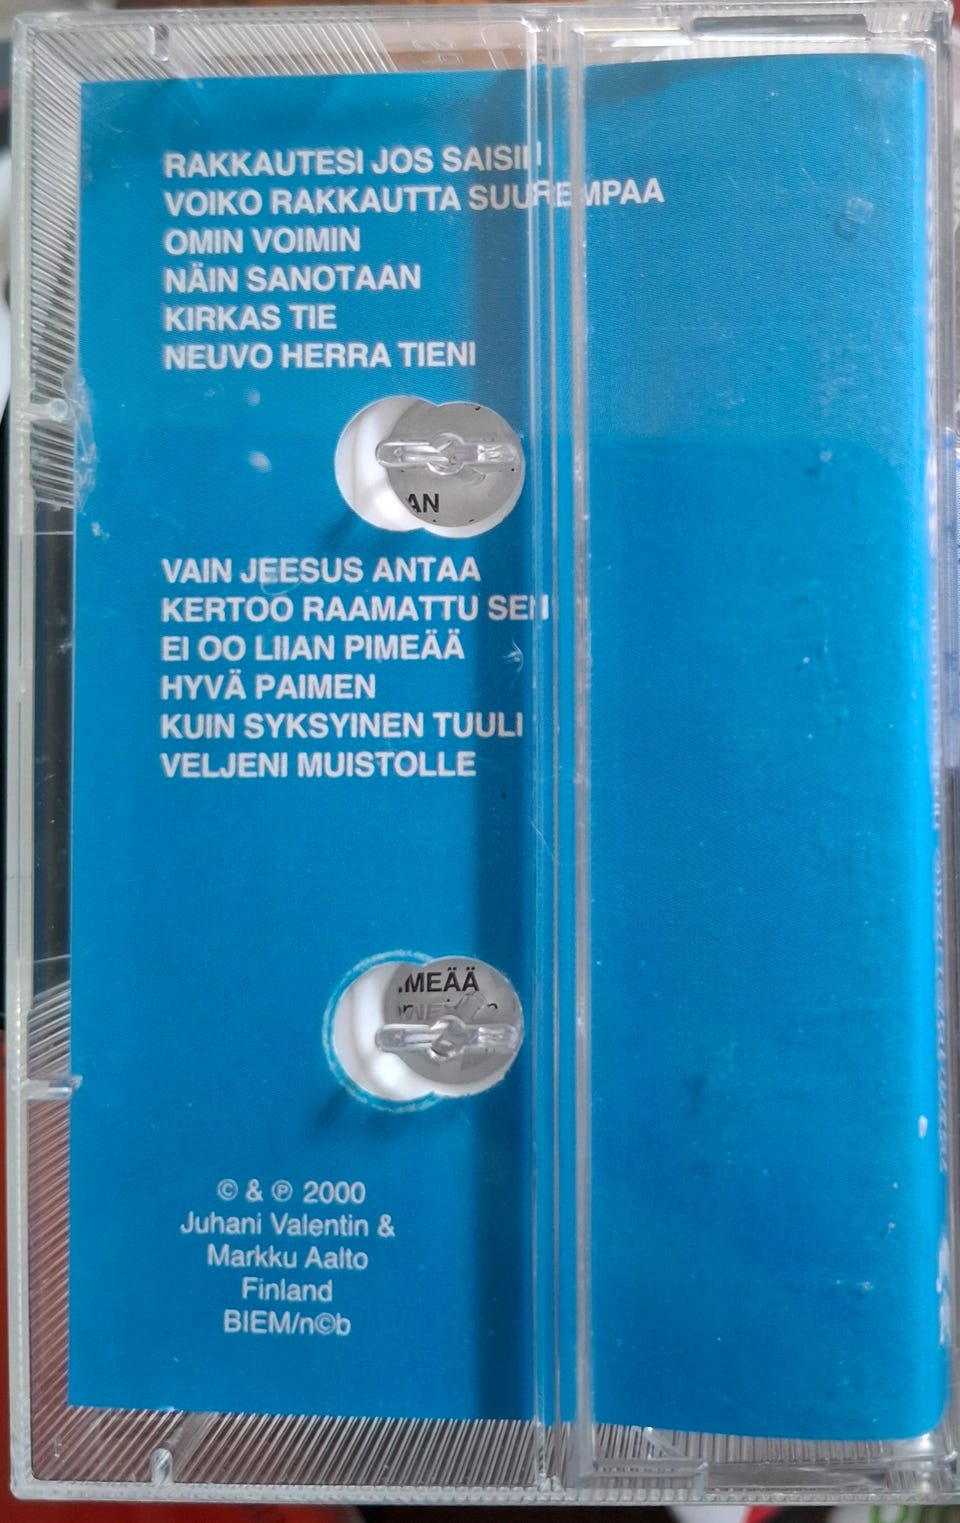 RAKKAUTESI JOS SAISIN
VOIKO RAKKAUTTA SUUREMPAA
OMIN VOIMIN
NÄIN SANOTAAN
KIRKAS TIE
NEUVO HERRA TIENI
AN
VAIN JEESUS ANTAA
KERTOO RAAMATTU SEN
EI OO LIIAN PIMEÄÄ
HYVÄ PAIMEN
KUIN SYKSYINEN TUULI
VELJENI MUISTOLLE
MEÄÄ
© & ℗ 2000
Juhani Valentin &
Markku Aalto
Finland
BIEM/n©b